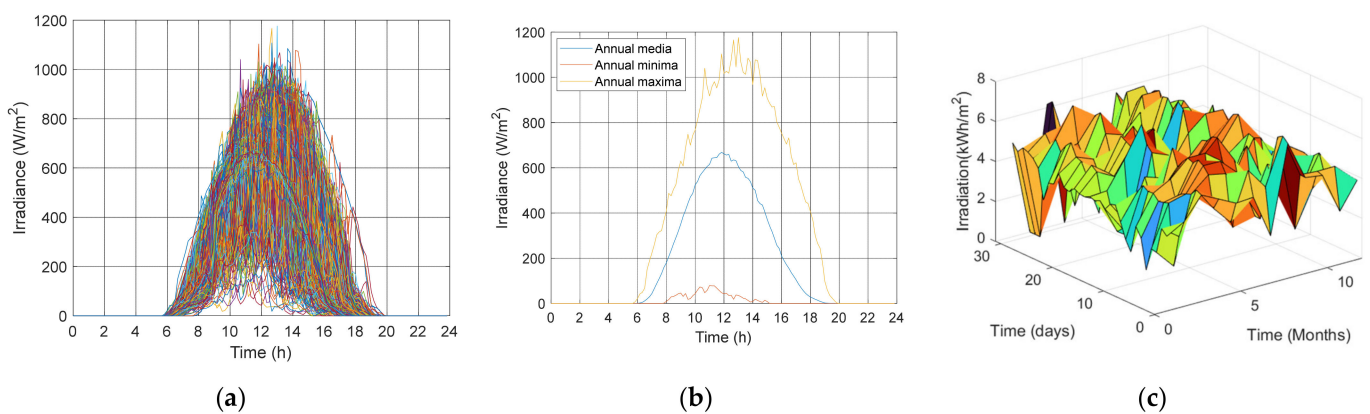 1200
1000
800
600
400
200
0
Irradiance (W/m²)
0 2 4 6 8 10 12 14 16 18 20 22 24
Time (h)
(a)
1200
1000
800
600
400
200
0
Irradiance (W/m²)
Annual media
Annual minima
Annual maxima
0 2 4 6 8 10 12 14 16 18 20 22 24
Time (h)
(b)
8
6
4
2
0
Irradiation(kWh/m²)
30
20
10
0
Time (days)
0
5
10
Time (Months)
(c)